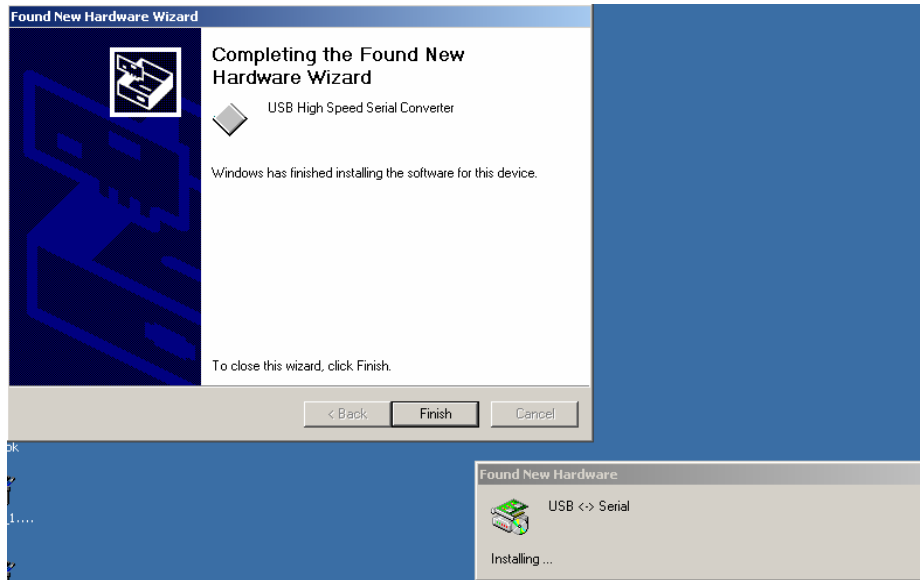 Found New Hardware Wizard
Completing the Found New
Hardware Wizard
USB High Speed Serial Converter
Windows has finished installing the software for this device.
To close this wizard, click Finish.
< Back
Finish
Cancel
ok
_1....
Found New Hardware
USB <-> Serial
Installing ...